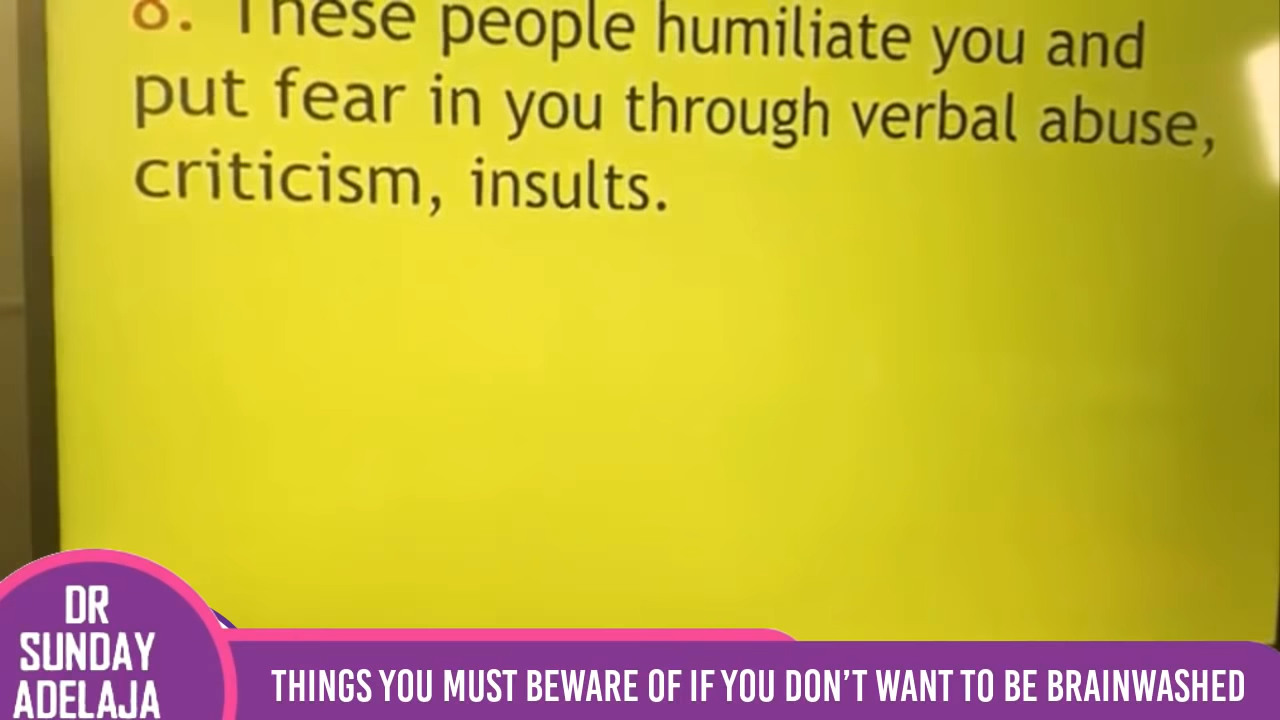 8. These people humiliate you and
put fear in you through verbal abuse,
criticism, insults.
DR
SUNDAY
ADELAJA
THINGS YOU MUST BEWARE OF IF YOU DON'T WANT TO BE BRAINWASHED